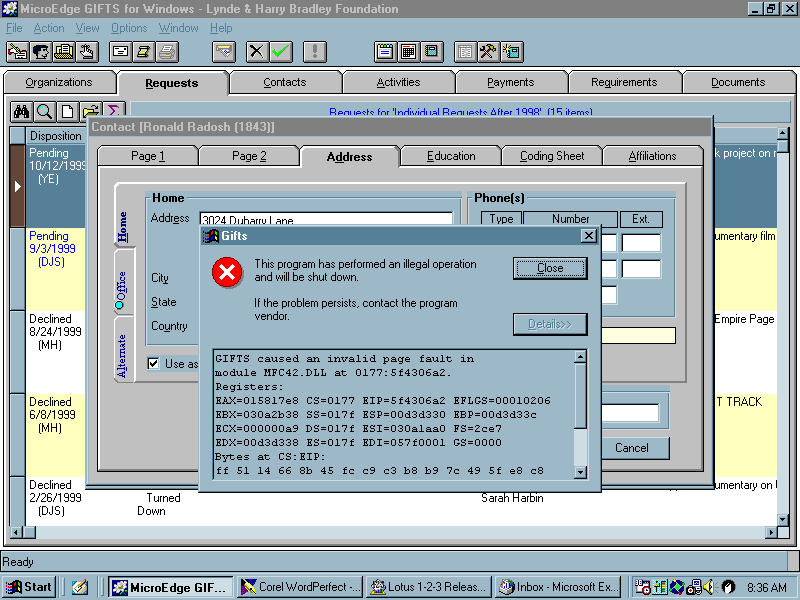 MicroEdge GIFTS for Windows - Lynde & Harry Bradley Foundation
File Action View Options Window Help
Organizations Requests Contacts Activities Payments Requirements Documents
Requests for 'Individual Requests After 1998' (15 items)
Disposition
Contact [Ronald Radosh (1843)]
Page 1 Page 2 Address Education Coding Sheet Affiliations
Pending
10/12/1999
(YE)
k project on
Home
Office
Alternate
Home
Address 3024 Dubarry Lane
City
State
Country
Use as
Phone(s)
Type Number Ext.
Pending
9/3/1999
(DJS)
umentary film
Declined
8/24/1999
(MH)
Empire Page
Declined
6/8/1999
(MH)
T TRACK
Cancel
Declined
2/26/1999
(DJS)
Turned
Down
Sarah Harbin
umentary on
Gifts
This program has performed an illegal operation
and will be shut down.
If the problem persists, contact the program
vendor.
Close
Details>>
GIFTS caused an invalid page fault in
module MFC42.DLL at 0177:5f4306a2.
Registers:
EAX=015817e8 CS=0177 EIP=5f4306a2 EFLGS=00010206
EBX=030a2b38 SS=017f ESP=00d3d330 EBP=00d3d33c
ECX=000000a9 DS=017f ESI=030a1aa0 FS=2ce7
EDX=00d3d338 ES=017f EDI=057f0001 GS=0000
Bytes at CS:EIP:
ff 51 14 66 8b 45 fc c9 c3 b8 b9 7c 49 5f e8 c8
Ready
Start MicroEdge GIF... Corel WordPerfect -... Lotus 1-2-3 Releas... Inbox - Microsoft Ex... 8:36 AM